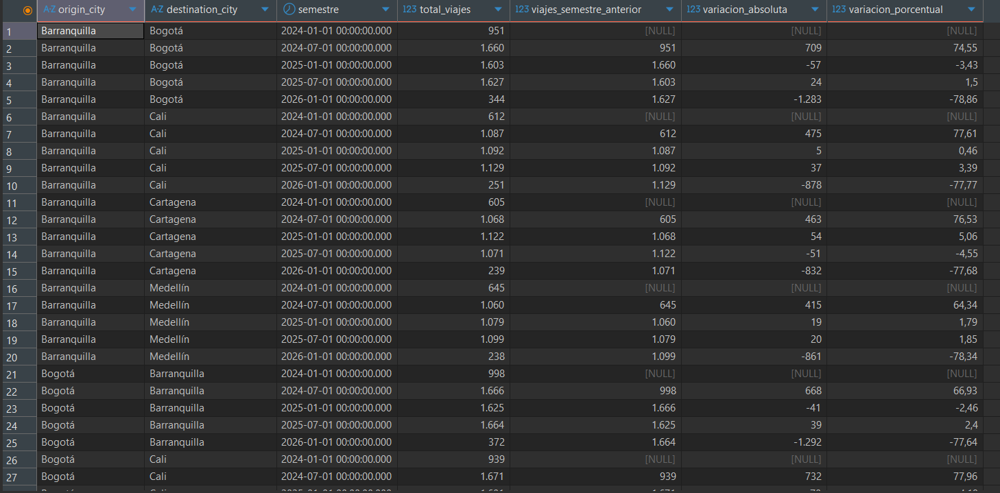 A-Z origin_city A-Z destination_city semestre 123 total_viajes 123 viajes_semestre_anterior 123 variacion_absoluta 123 variacion_porcentual
1 Barranquilla Bogotá 2024-01-01 00:00:00.000 951 [NULL] [NULL] [NULL]
2 Barranquilla Bogotá 2024-07-01 00:00:00.000 1.660 951 709 74,55
3 Barranquilla Bogotá 2025-01-01 00:00:00.000 1.603 1.660 -57 -3,43
4 Barranquilla Bogotá 2025-07-01 00:00:00.000 1.627 1.603 24 1,5
5 Barranquilla Bogotá 2026-01-01 00:00:00.000 344 1.627 -1.283 -78,86
6 Barranquilla Cali 2024-01-01 00:00:00.000 612 [NULL] [NULL] [NULL]
7 Barranquilla Cali 2024-07-01 00:00:00.000 1.087 612 475 77,61
8 Barranquilla Cali 2025-01-01 00:00:00.000 1.092 1.087 5 0,46
9 Barranquilla Cali 2025-07-01 00:00:00.000 1.129 1.092 37 3,39
10 Barranquilla Cali 2026-01-01 00:00:00.000 251 1.129 -878 -77,77
11 Barranquilla Cartagena 2024-01-01 00:00:00.000 605 [NULL] [NULL] [NULL]
12 Barranquilla Cartagena 2024-07-01 00:00:00.000 1.068 605 463 76,53
13 Barranquilla Cartagena 2025-01-01 00:00:00.000 1.122 1.068 54 5,06
14 Barranquilla Cartagena 2025-07-01 00:00:00.000 1.071 1.122 -51 -4,55
15 Barranquilla Cartagena 2026-01-01 00:00:00.000 239 1.071 -832 -77,68
16 Barranquilla Medellín 2024-01-01 00:00:00.000 645 [NULL] [NULL] [NULL]
17 Barranquilla Medellín 2024-07-01 00:00:00.000 1.060 645 415 64,34
18 Barranquilla Medellín 2025-01-01 00:00:00.000 1.079 1.060 19 1,79
19 Barranquilla Medellín 2025-07-01 00:00:00.000 1.099 1.079 20 1,85
20 Barranquilla Medellín 2026-01-01 00:00:00.000 238 1.099 -861 -78,34
21 Bogotá Barranquilla 2024-01-01 00:00:00.000 998 [NULL] [NULL] [NULL]
22 Bogotá Barranquilla 2024-07-01 00:00:00.000 1.666 998 668 66,93
23 Bogotá Barranquilla 2025-01-01 00:00:00.000 1.625 1.666 -41 -2,46
24 Bogotá Barranquilla 2025-07-01 00:00:00.000 1.664 1.625 39 2,4
25 Bogotá Barranquilla 2026-01-01 00:00:00.000 372 1.664 -1.292 -77,64
26 Bogotá Cali 2024-01-01 00:00:00.000 939 [NULL] [NULL] [NULL]
27 Bogotá Cali 2024-07-01 00:00:00.000 1.671 939 732 77,96